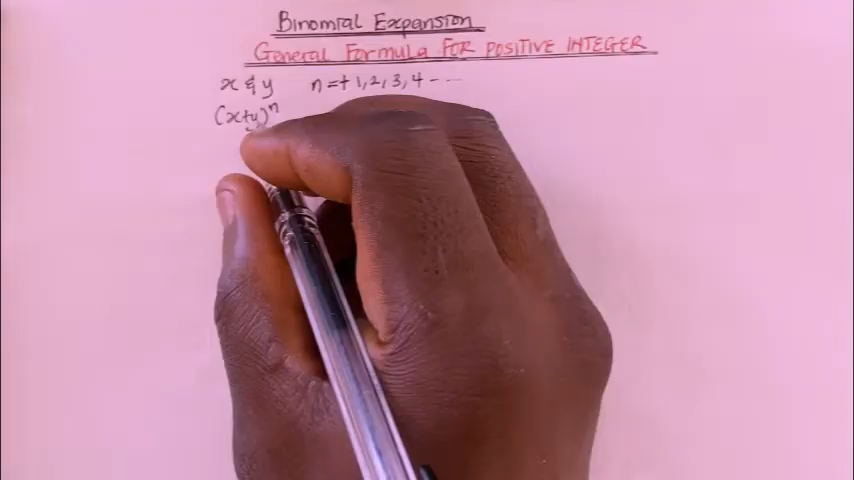 Binomial Expansion
General Formula FOR POSITIVE INTEGER
x & y n=+1,2,3,4-...
(x+y)ⁿ